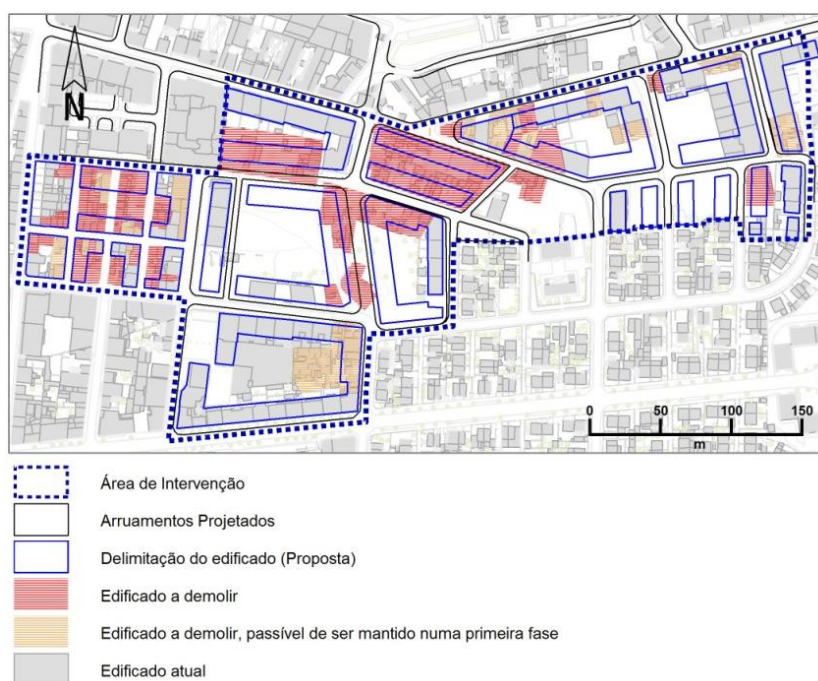 N
0 50 100 150
m
Área de Intervenção
Arruamentos Projetados
Delimitação do edificado (Proposta)
Edificado a demolir
Edificado a demolir, passível de ser mantido numa primeira fase
Edificado atual